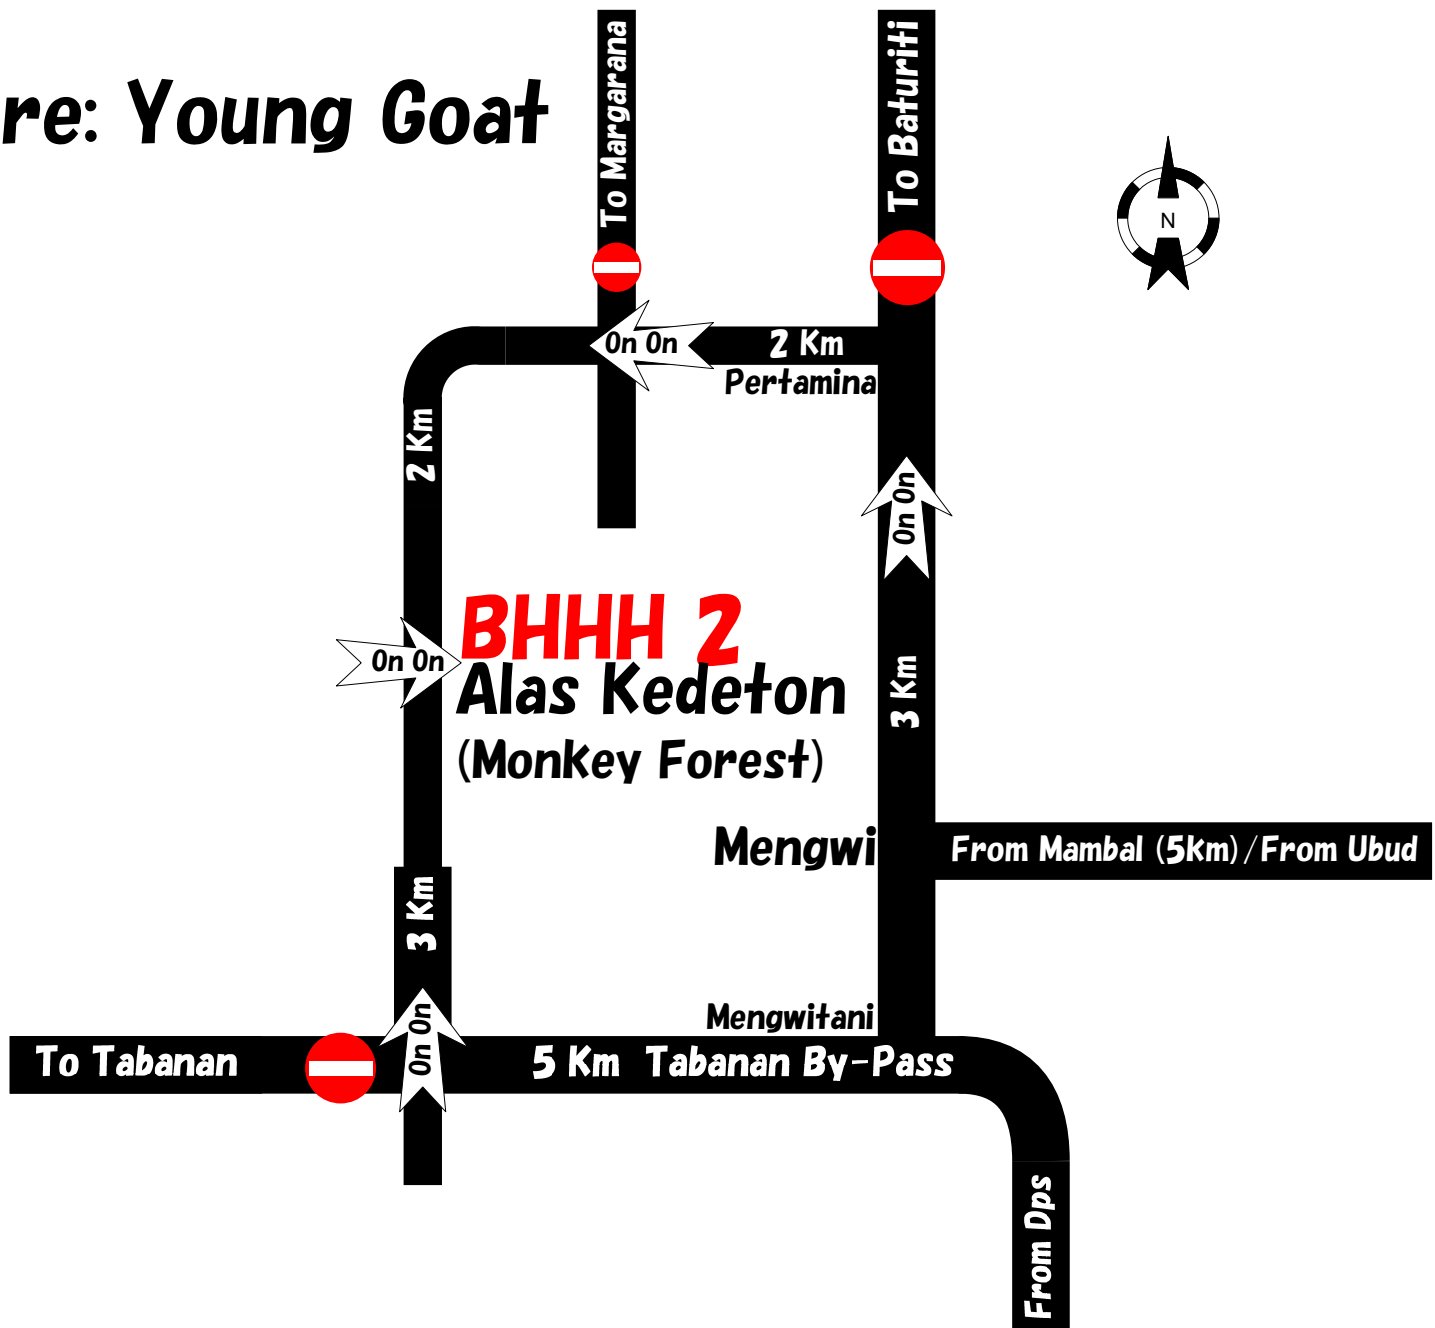 re: Young Goat
To Margarana
To Baturiti
N
On On
2 Km
Pertamina
2 Km
On On
BHHH 2
On On
Alas Kedeton
(Monkey Forest)
3 Km
Mengwi
From Mambal (5Km)/From Ubud
3 Km
On On
Mengwitani
To Tabanan
5 Km Tabanan By-Pass
From Dps